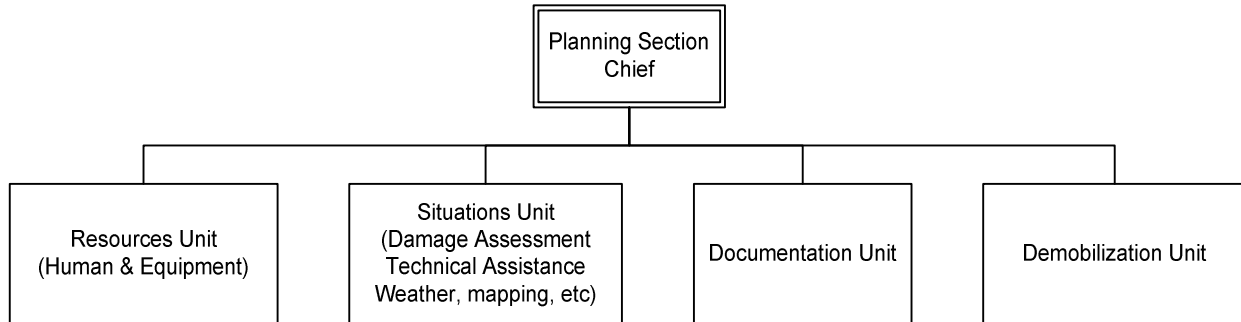 Planning Section
Chief
Resources Unit
(Human & Equipment)
Situations Unit
(Damage Assessment
Technical Assistance
Weather, mapping, etc)
Documentation Unit
Demobilization Unit